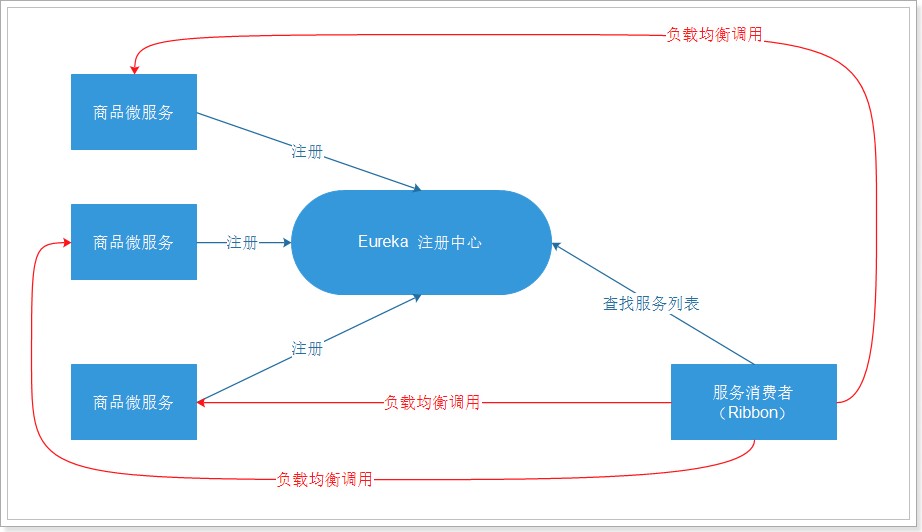 负载均衡调用
商品微服务
注册
商品微服务
注册
Eureka 注册中心
查找服务列表
注册
商品微服务
负载均衡调用
服务消费者
（Ribbon）
负载均衡调用